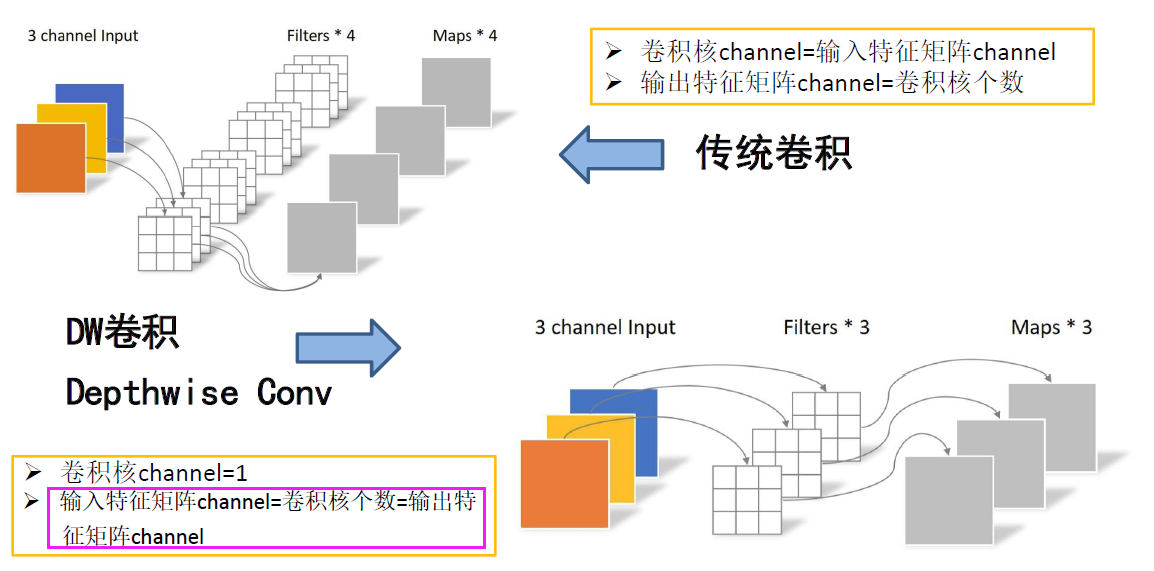 3 channel Input
Filters * 4
Maps * 4
➢ 卷积核channel=输入特征矩阵channel
➢ 输出特征矩阵channel=卷积核个数
传统卷积
DW卷积
Depthwise Conv
3 channel Input
Filters * 3
Maps * 3
➢ 卷积核channel=1
➢ 输入特征矩阵channel=卷积核个数=输出特
征矩阵channel